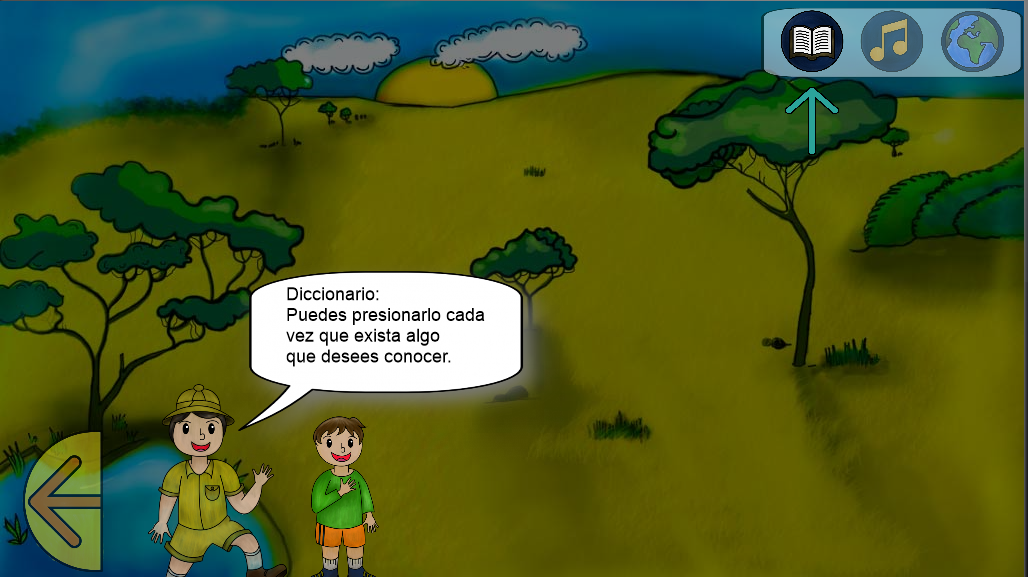 Diccionario:
Puedes presionarlo cada
vez que exista algo
que desees conocer.